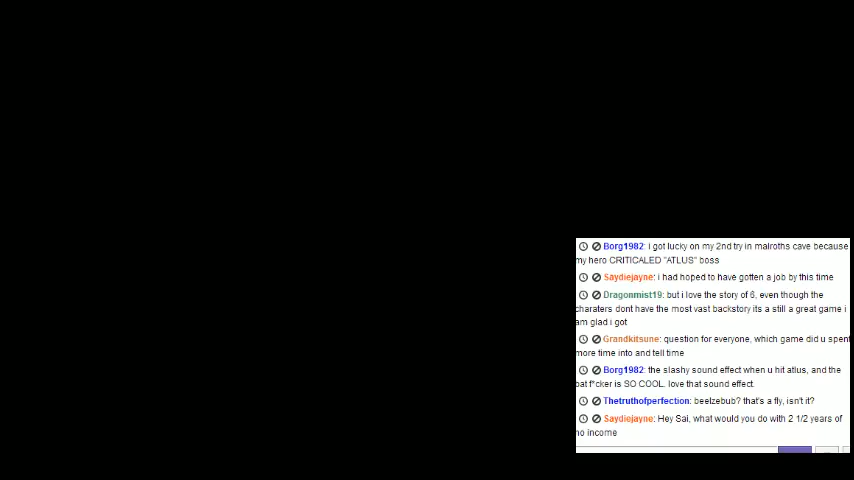 Borg1982: i got lucky on my 2nd try in malroths cave because
my hero CRITICALED "ATLUS" boss
Saydiejayne: i had hoped to have gotten a job by this time
Dragonmist19: but i love the story of 6, even though the
charaters dont have the most vast backstory its a still a great game i
am glad i got
Grandkitsune: question for everyone, which game did u spent
more time into and tell time
Borg1982: the slashy sound effect when u hit atlus, and the
bat f*cker is SO COOL. love that sound effect.
Thetruthofperfection: beelzebub? that's a fly, isn't it?
Saydiejayne: Hey Sai, what would you do with 2 1/2 years of
no income